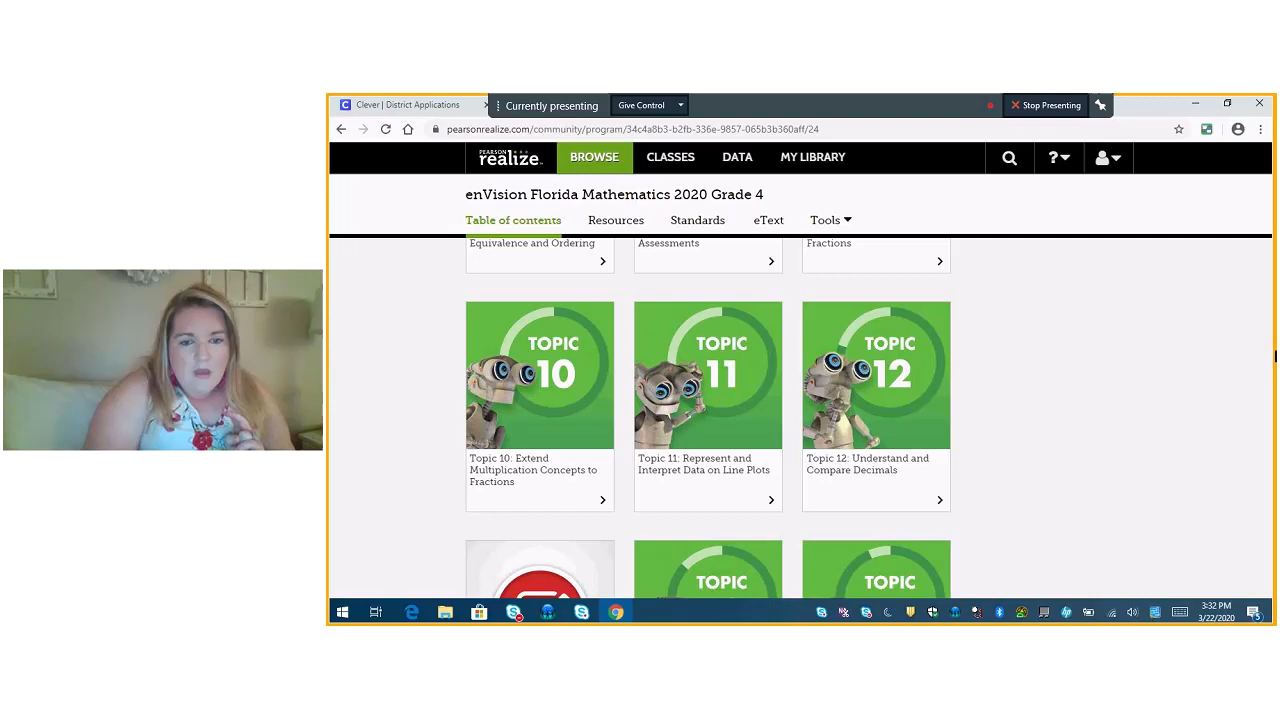 Clever | District Applications
Currently presenting
Give Control
Stop Presenting
pearsonrealize.com/community/program/34c4a8b3-b2fb-336e-9857-065b3b360aff/24
PEARSON
realize
BROWSE
CLASSES
DATA
MY LIBRARY
?
enVision Florida Mathematics 2020 Grade 4
Table of contents
Resources
Standards
eText
Tools
Equivalence and Ordering
Assessments
Fractions
TOPIC
10
TOPIC
11
TOPIC
12
Topic 10: Extend
Multiplication Concepts to
Fractions
Topic 11: Represent and
Interpret Data on Line Plots
Topic 12: Understand and
Compare Decimals
TOPIC
TOPIC
3:32 PM
3/22/2020